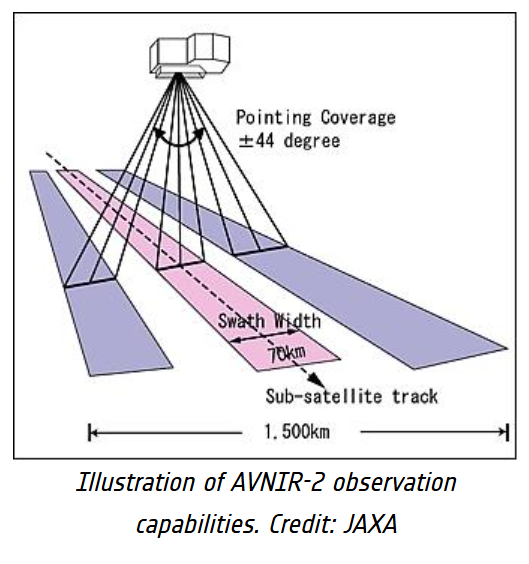 Pointing Coverage
±44 degree
Swath Width
70km
Sub-satellite track
1.500km
Illustration of AVNIR-2 observation
capabilities. Credit: JAXA